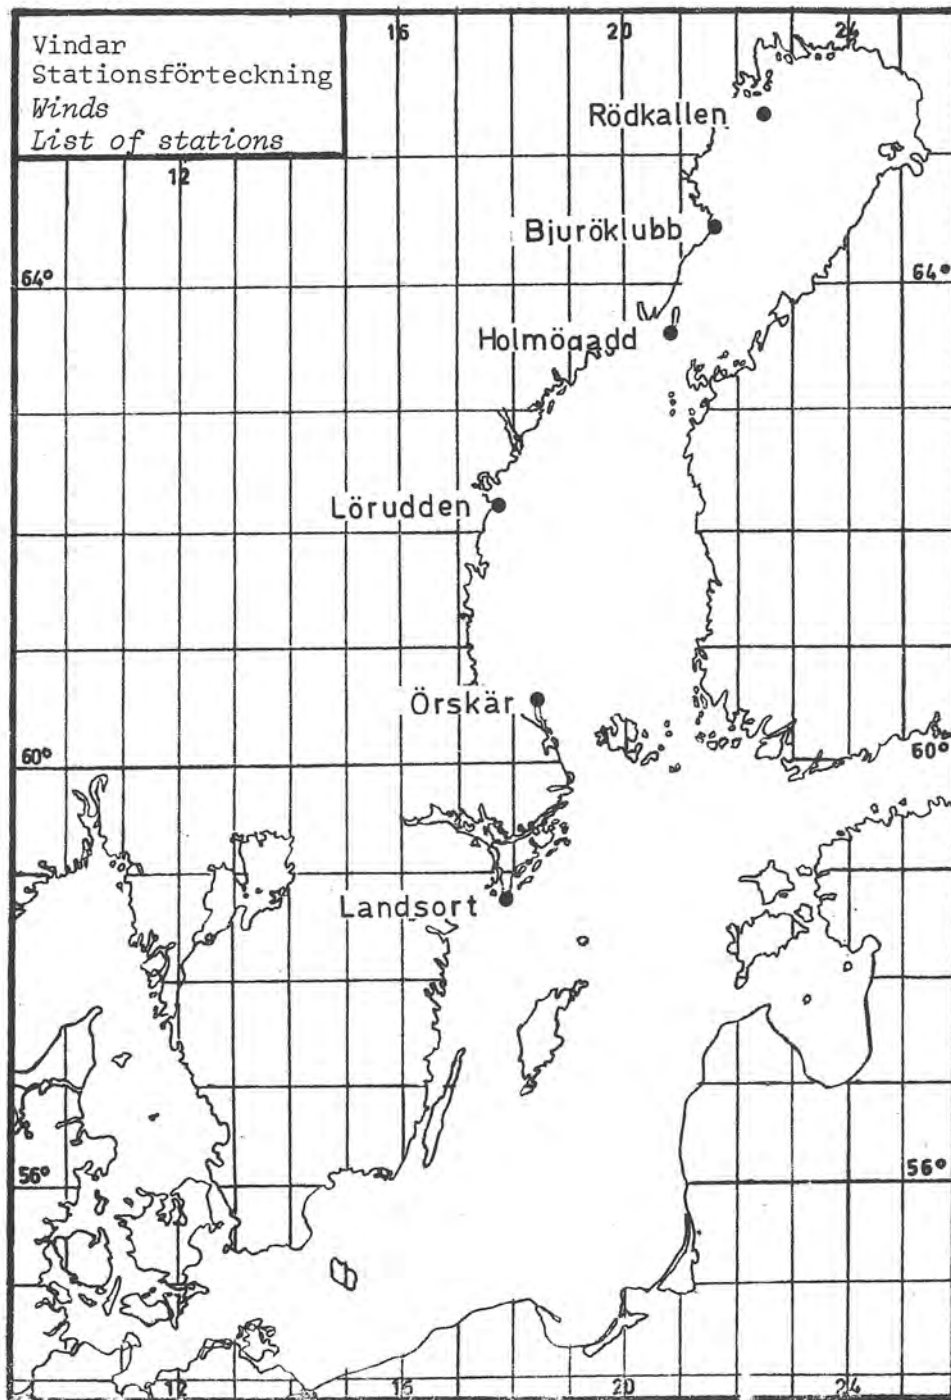 Vindar
Stationsförteckning
Winds
List of stations
16 20 24
12
Rödkallen
Bjuröklubb
64° 64°
Holmögadd
Lörudden
Örskär
60° 60°
Landsort
56° 56°
12 16 20 24